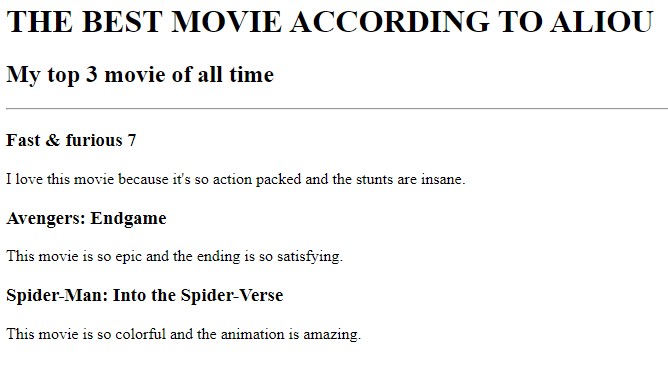 THE BEST MOVIE ACCORDING TO ALIOU
My top 3 movie of all time
Fast & furious 7
I love this movie because it's so action packed and the stunts are insane.
Avengers: Endgame
This movie is so epic and the ending is so satisfying.
Spider-Man: Into the Spider-Verse
This movie is so colorful and the animation is amazing.